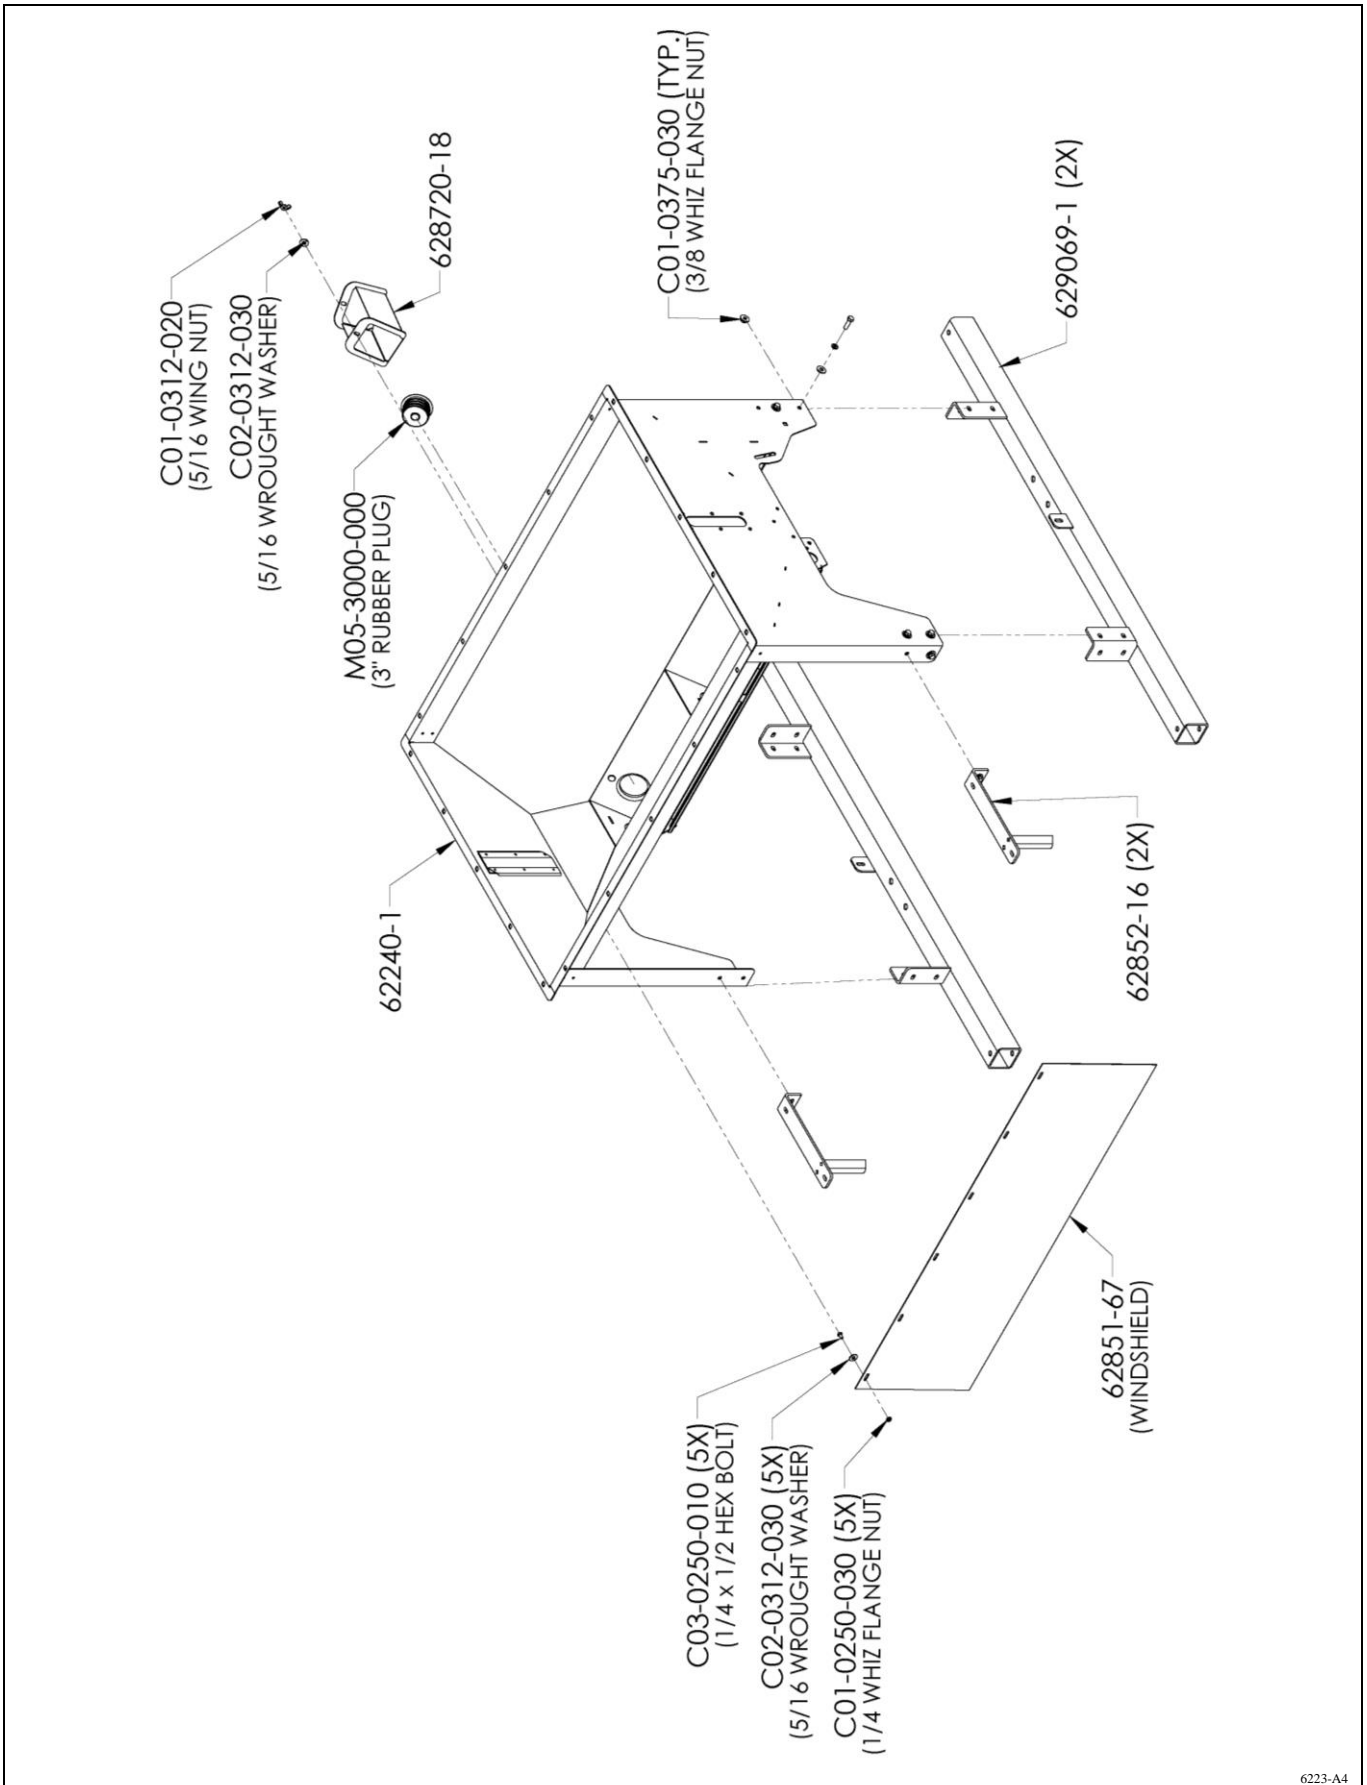 C01-0312-020
(5/16 WING NUT)
C02-0312-030
(5/16 WROUGHT WASHER)
628720-18
M05-3000-000
(3" RUBBER PLUG)
C01-0375-030 (TYP.)
(3/8 WHIZ FLANGE NUT)
629069-1 (2X)
62240-1
62852-16 (2X)
C03-0250-010 (5X)
(1/4 x 1/2 HEX BOLT)
C02-0312-030 (5X)
(5/16 WROUGHT WASHER)
C01-0250-030 (5X)
(1/4 WHIZ FLANGE NUT)
62851-67
(WINDSHIELD)
6223-A4